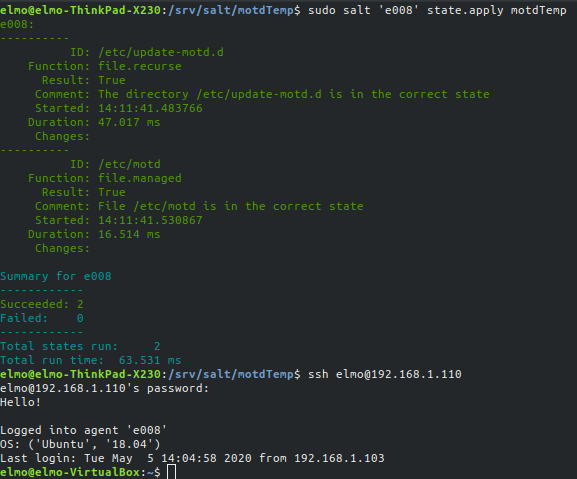 elmo@elmo-ThinkPad-X230:/srv/salt/motdTemp$ sudo salt 'e008' state.apply motdTemp
e008:
----------
          ID: /etc/update-motd.d
    Function: file.recurse
      Result: True
     Comment: The directory /etc/update-motd.d is in the correct state
     Started: 14:11:41.483766
    Duration: 47.017 ms
     Changes:
----------
          ID: /etc/motd
    Function: file.managed
      Result: True
     Comment: File /etc/motd is in the correct state
     Started: 14:11:41.530867
    Duration: 16.514 ms
     Changes:

Summary for e008
------------
Succeeded: 2
Failed:    0
------------
Total states run:     2
Total run time:  63.531 ms
elmo@elmo-ThinkPad-X230:/srv/salt/motdTemp$ ssh elmo@192.168.1.110
elmo@192.168.1.110's password:
Hello!

Logged into agent 'e008'
OS: ('Ubuntu', '18.04')
Last login: Tue May  5 14:04:58 2020 from 192.168.1.103
elmo@elmo-VirtualBox:~$